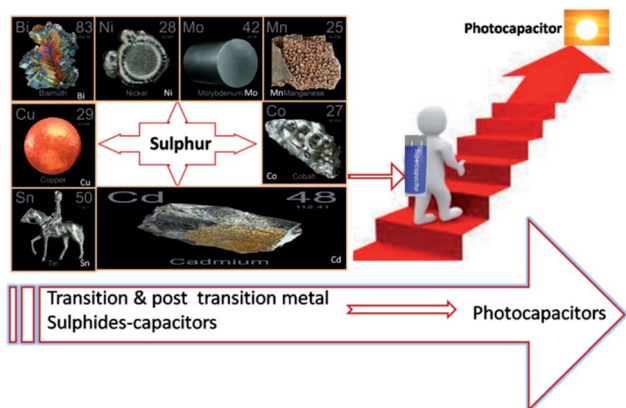 Bi 83
Bismuth
Bi
Ni 28
Nickel
Ni
Mo 42
Molybdenum Mo
Mn 25
Mn Manganese
Photocapacitor
Cu 29
Copper
Cu
Sulphur
Co 27
Cobalt
Co
Sn 50
Tin
Sn
Cd 48
112.41
Cadmium
Cd
Transition & post transition metal
Sulphides-capacitors
Photocapacitors